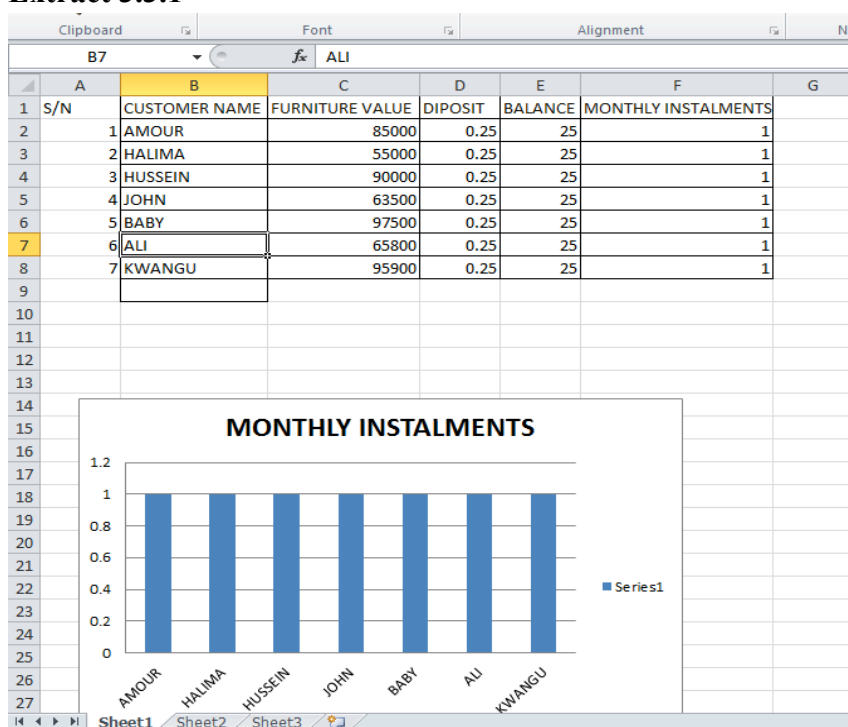 Extract 3.3.1
Clipboard Font Alignment N
B7 fx ALI
A B C D E F G
1 S/N CUSTOMER NAME FURNITURE VALUE DIPOSIT BALANCE MONTHLY INSTALMENTS
2 1 AMOUR 85000 0.25 25 1
3 2 HALIMA 55000 0.25 25 1
4 3 HUSSEIN 90000 0.25 25 1
5 4 JOHN 63500 0.25 25 1
6 5 BABY 97500 0.25 25 1
7 6 ALI 65800 0.25 25 1
8 7 KWANGU 95900 0.25 25 1
9
10
11
12
13
14
15
16
17
18
19
20
21
22
23
24
25
26
27
MONTHLY INSTALMENTS
1.2
1
0.8
0.6
0.4
0.2
0
Series1
AMOUR HALIMA HUSSEIN JOHN BABY ALI KWANGU
Sheet1 Sheet2 Sheet3